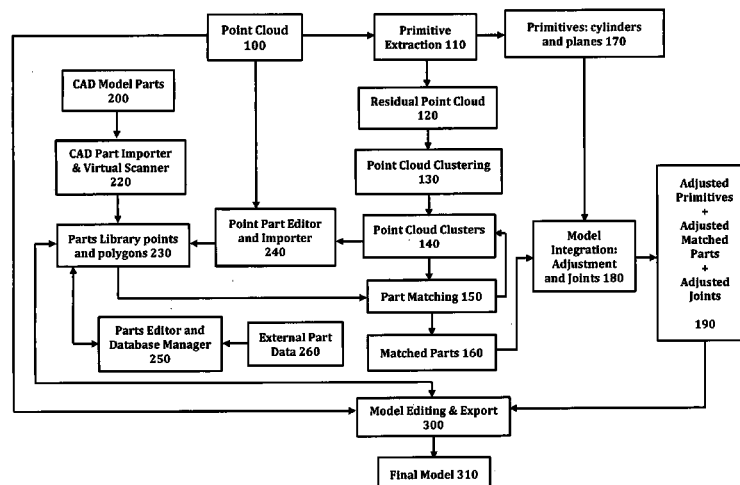 Point Cloud
100
Primitive
Extraction 110
Primitives: cylinders
and planes 170
CAD Model Parts
200
Residual Point Cloud
120
CAD Part Importer
& Virtual Scanner
220
Point Cloud Clustering
130
Parts Library points
and polygons 230
Point Part Editor
and Importer
240
Point Cloud Clusters
140
Model
Integration:
Adjustment
and Joints 180
Adjusted
Primitives
+
Adjusted
Matched
Parts
+
Adjusted
Joints
190
Part Matching 150
Parts Editor and
Database Manager
250
External Part
Data 260
Matched Parts 160
Model Editing & Export
300
Final Model 310